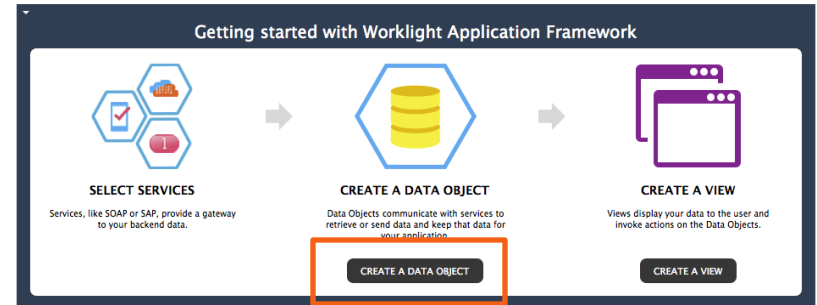 Getting started with Worklight Application Framework
1
SELECT SERVICES
Services, like SOAP or SAP, provide a gateway
to your backend data.
CREATE A DATA OBJECT
Data Objects communicate with services to
retrieve or send data and keep that data for
your application.
CREATE A DATA OBJECT
CREATE A VIEW
Views display your data to the user and
invoke actions on the Data Objects.
CREATE A VIEW